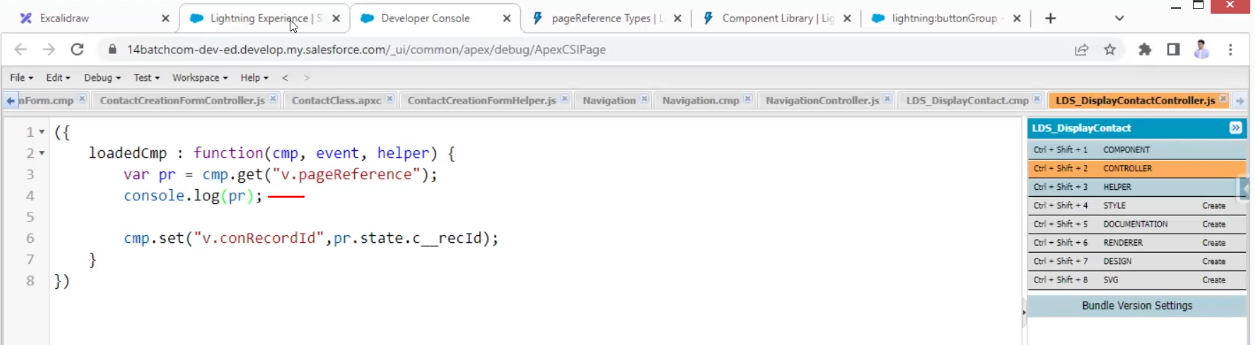 Excalidraw
Lightning Experience | S
Developer Console
pageReference Types | L
Component Library | Lig
lightning:buttonGroup -
14batchcom-dev-ed.develop.my.salesforce.com/_ui/common/apex/debug/ApexCSIPage
File Edit Debug Test Workspace Help < >
nForm.cmp ContactCreationFormController.js ContactClass.apxc ContactCreationFormHelper.js Navigation Navigation.cmp NavigationController.js LDS_DisplayContact.cmp LDS_DisplayContactController.js
1 ({
2 loadedCmp : function(cmp, event, helper) {
3 var pr = cmp.get("v.pageReference");
4 console.log(pr);
5
6 cmp.set("v.conRecordId",pr.state.c__recId);
7 }
8 })
LDS_DisplayContact
Ctrl + Shift + 1 COMPONENT
Ctrl + Shift + 2 CONTROLLER
Ctrl + Shift + 3 HELPER
Ctrl + Shift + 4 STYLE Create
Ctrl + Shift + 5 DOCUMENTATION Create
Ctrl + Shift + 6 RENDERER Create
Ctrl + Shift + 7 DESIGN Create
Ctrl + Shift + 8 SVG Create
Bundle Version Settings